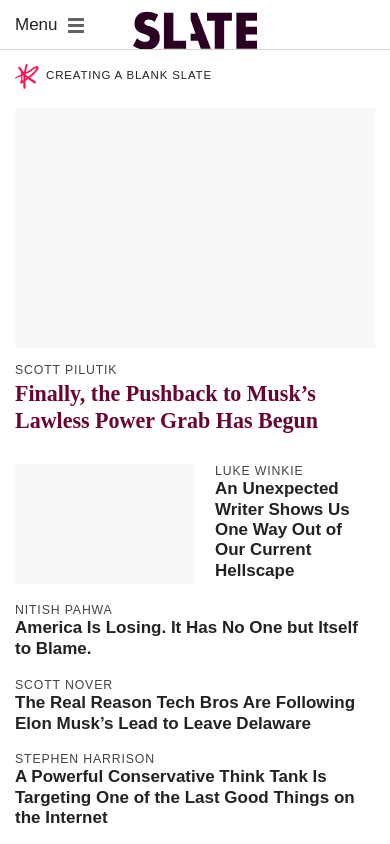 Menu
SLATE
CREATING A BLANK SLATE
SCOTT PILUTIK
Finally, the Pushback to Musk’s
Lawless Power Grab Has Begun
LUKE WINKIE
An Unexpected
Writer Shows Us
One Way Out of
Our Current
Hellscape
NITISH PAHWA
America Is Losing. It Has No One but Itself
to Blame.
SCOTT NOVER
The Real Reason Tech Bros Are Following
Elon Musk’s Lead to Leave Delaware
STEPHEN HARRISON
A Powerful Conservative Think Tank Is
Targeting One of the Last Good Things on
the Internet